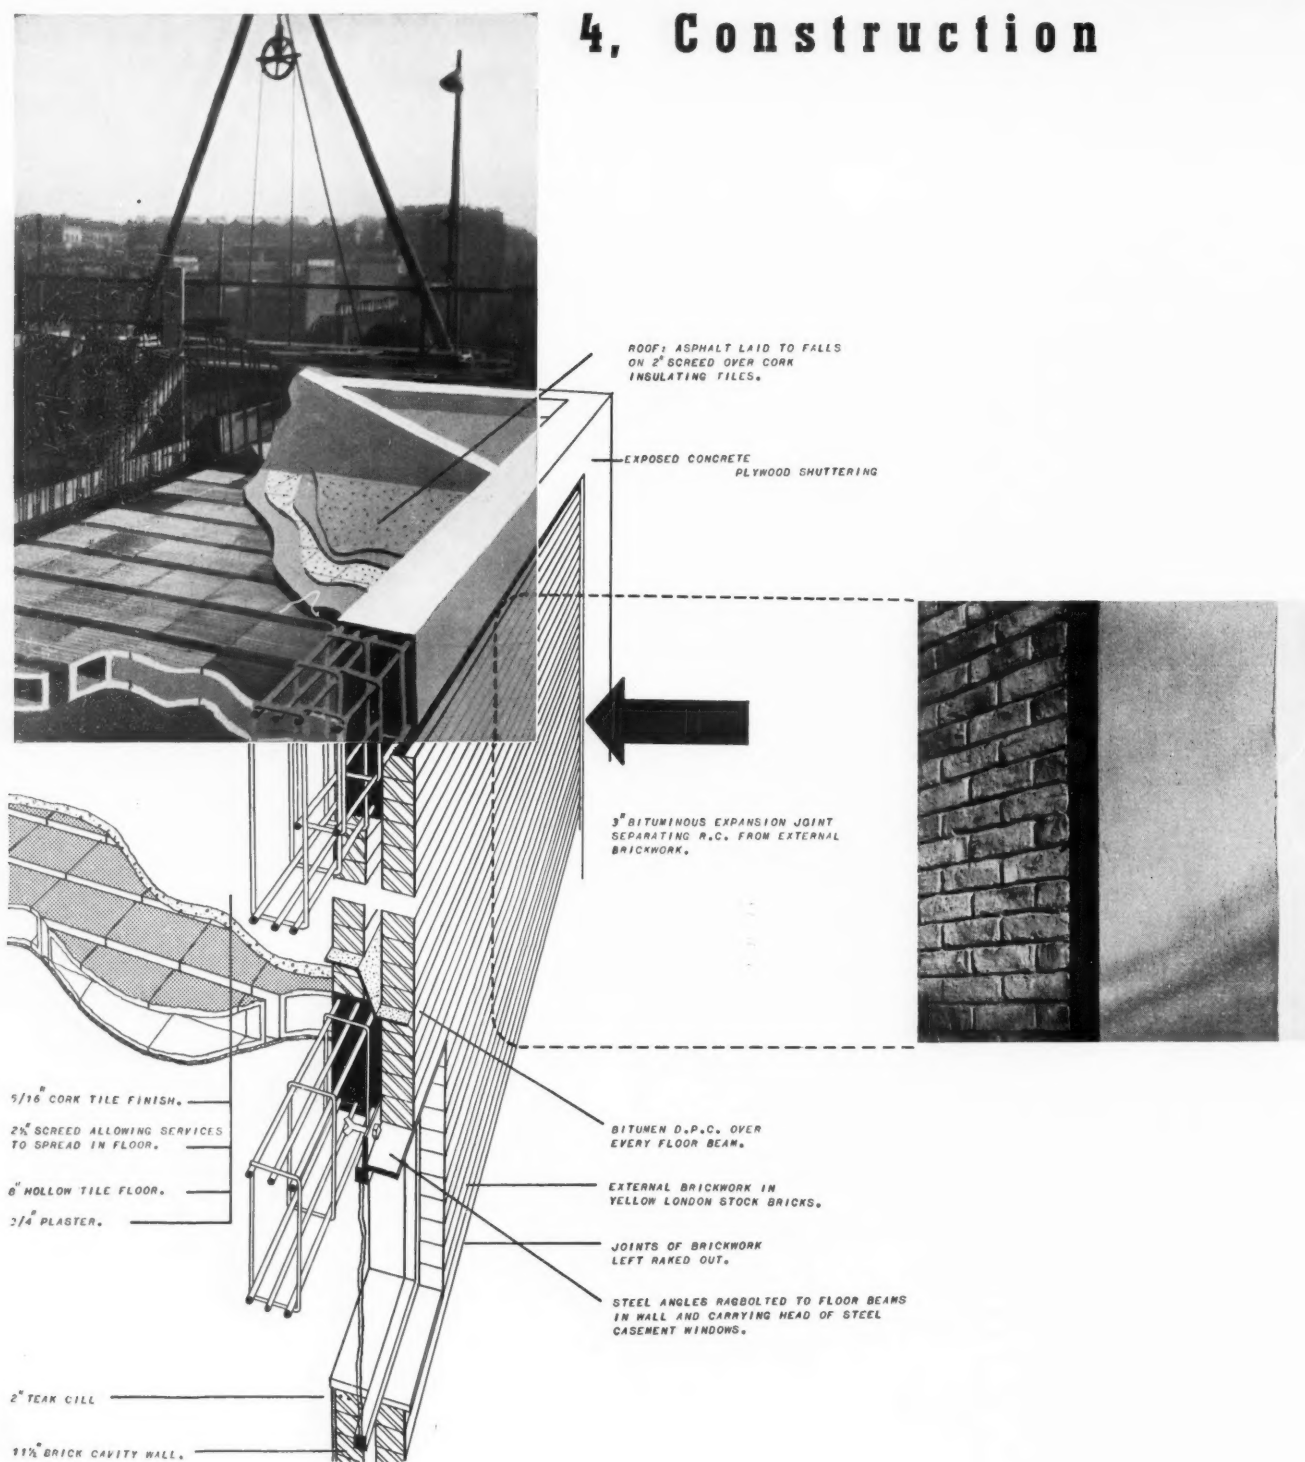 4, Construction
ROOF: ASPHALT LAID TO FALLS
ON 2" SCREED OVER CORK
INSULATING TILES.
EXPOSED CONCRETE
PLYWOOD SHUTTERING
3" BITUMINOUS EXPANSION JOINT
SEPARATING R.C. FROM EXTERNAL
BRICKWORK.
5/16" CORK TILE FINISH.
2½" SCREED ALLOWING SERVICES
TO SPREAD IN FLOOR.
8" HOLLOW TILE FLOOR.
3/4" PLASTER.
BITUMEN D.P.C. OVER
EVERY FLOOR BEAM.
EXTERNAL BRICKWORK IN
YELLOW LONDON STOCK BRICKS.
JOINTS OF BRICKWORK
LEFT RAKED OUT.
STEEL ANGLES RAGBOLTED TO FLOOR BEAMS
IN WALL AND CARRYING HEAD OF STEEL
CASEMENT WINDOWS.
2" TEAK CILL
11½" BRICK CAVITY WALL.